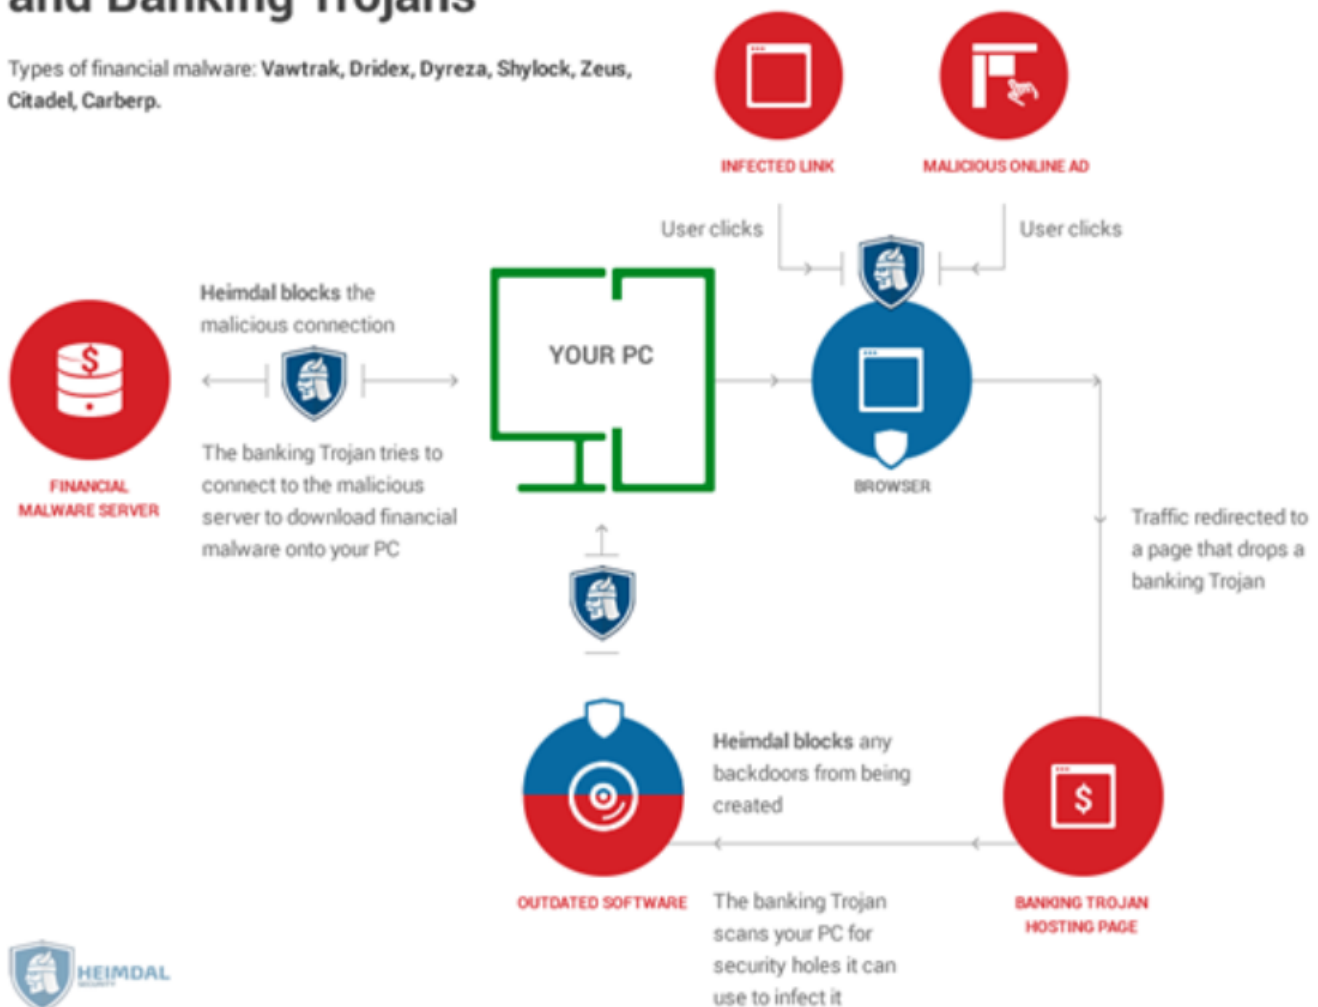 and Banking Trojans
Types of financial malware: Vawtrak, Dridex, Dyreza, Shylock, Zeus,
Citadel, Carberp.
INFECTED LINK
MALICIOUS ONLINE AD
User clicks
User clicks
Heimdal blocks the
malicious connection
YOUR PC
$
The banking Trojan tries to
connect to the malicious
server to download financial
malware onto your PC
FINANCIAL
MALWARE SERVER
BROWSER
Traffic redirected to
a page that drops a
banking Trojan
Heimdal blocks any
backdoors from being
created
$
OUTDATED SOFTWARE
The banking Trojan
scans your PC for
security holes it can
use to infect it
BANKING TROJAN
HOSTING PAGE
HEIMDAL
SECURITY